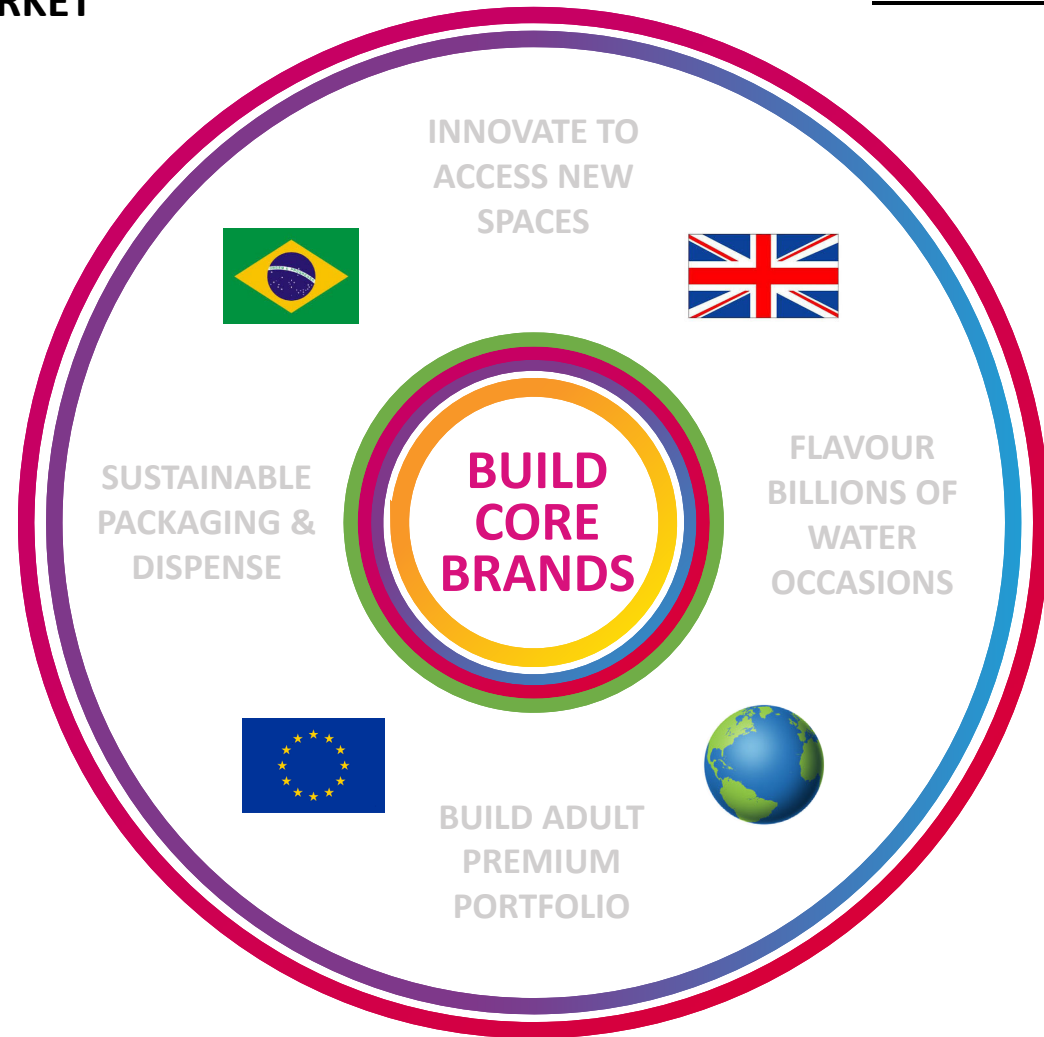 INNOVATE TO
ACCESS NEW
SPACES
SUSTAINABLE
PACKAGING &
DISPENSE
BUILD
CORE
BRANDS
FLAVOUR
BILLIONS OF
WATER
OCCASIONS
BUILD ADULT
PREMIUM
PORTFOLIO